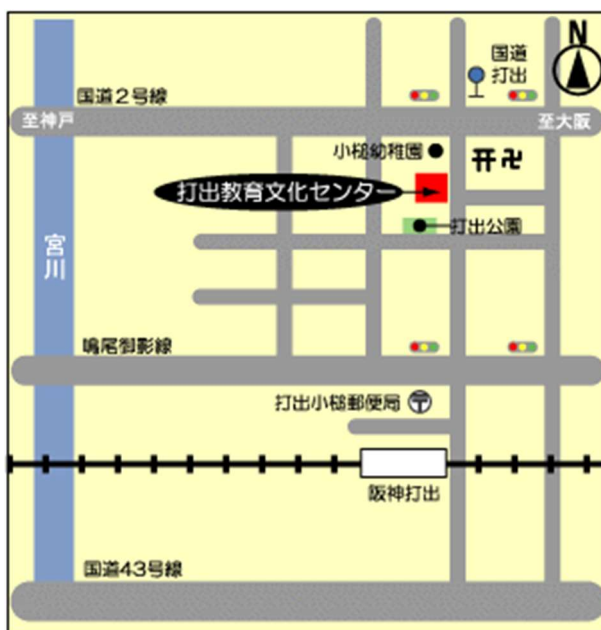 N
国道
打出
国道2号線
至神戸
至大阪
小槌幼稚園
打出教育文化センター
打出公園
宮川
鳴尾御影線
打出小槌郵便局
〒
阪神打出
国道43号線